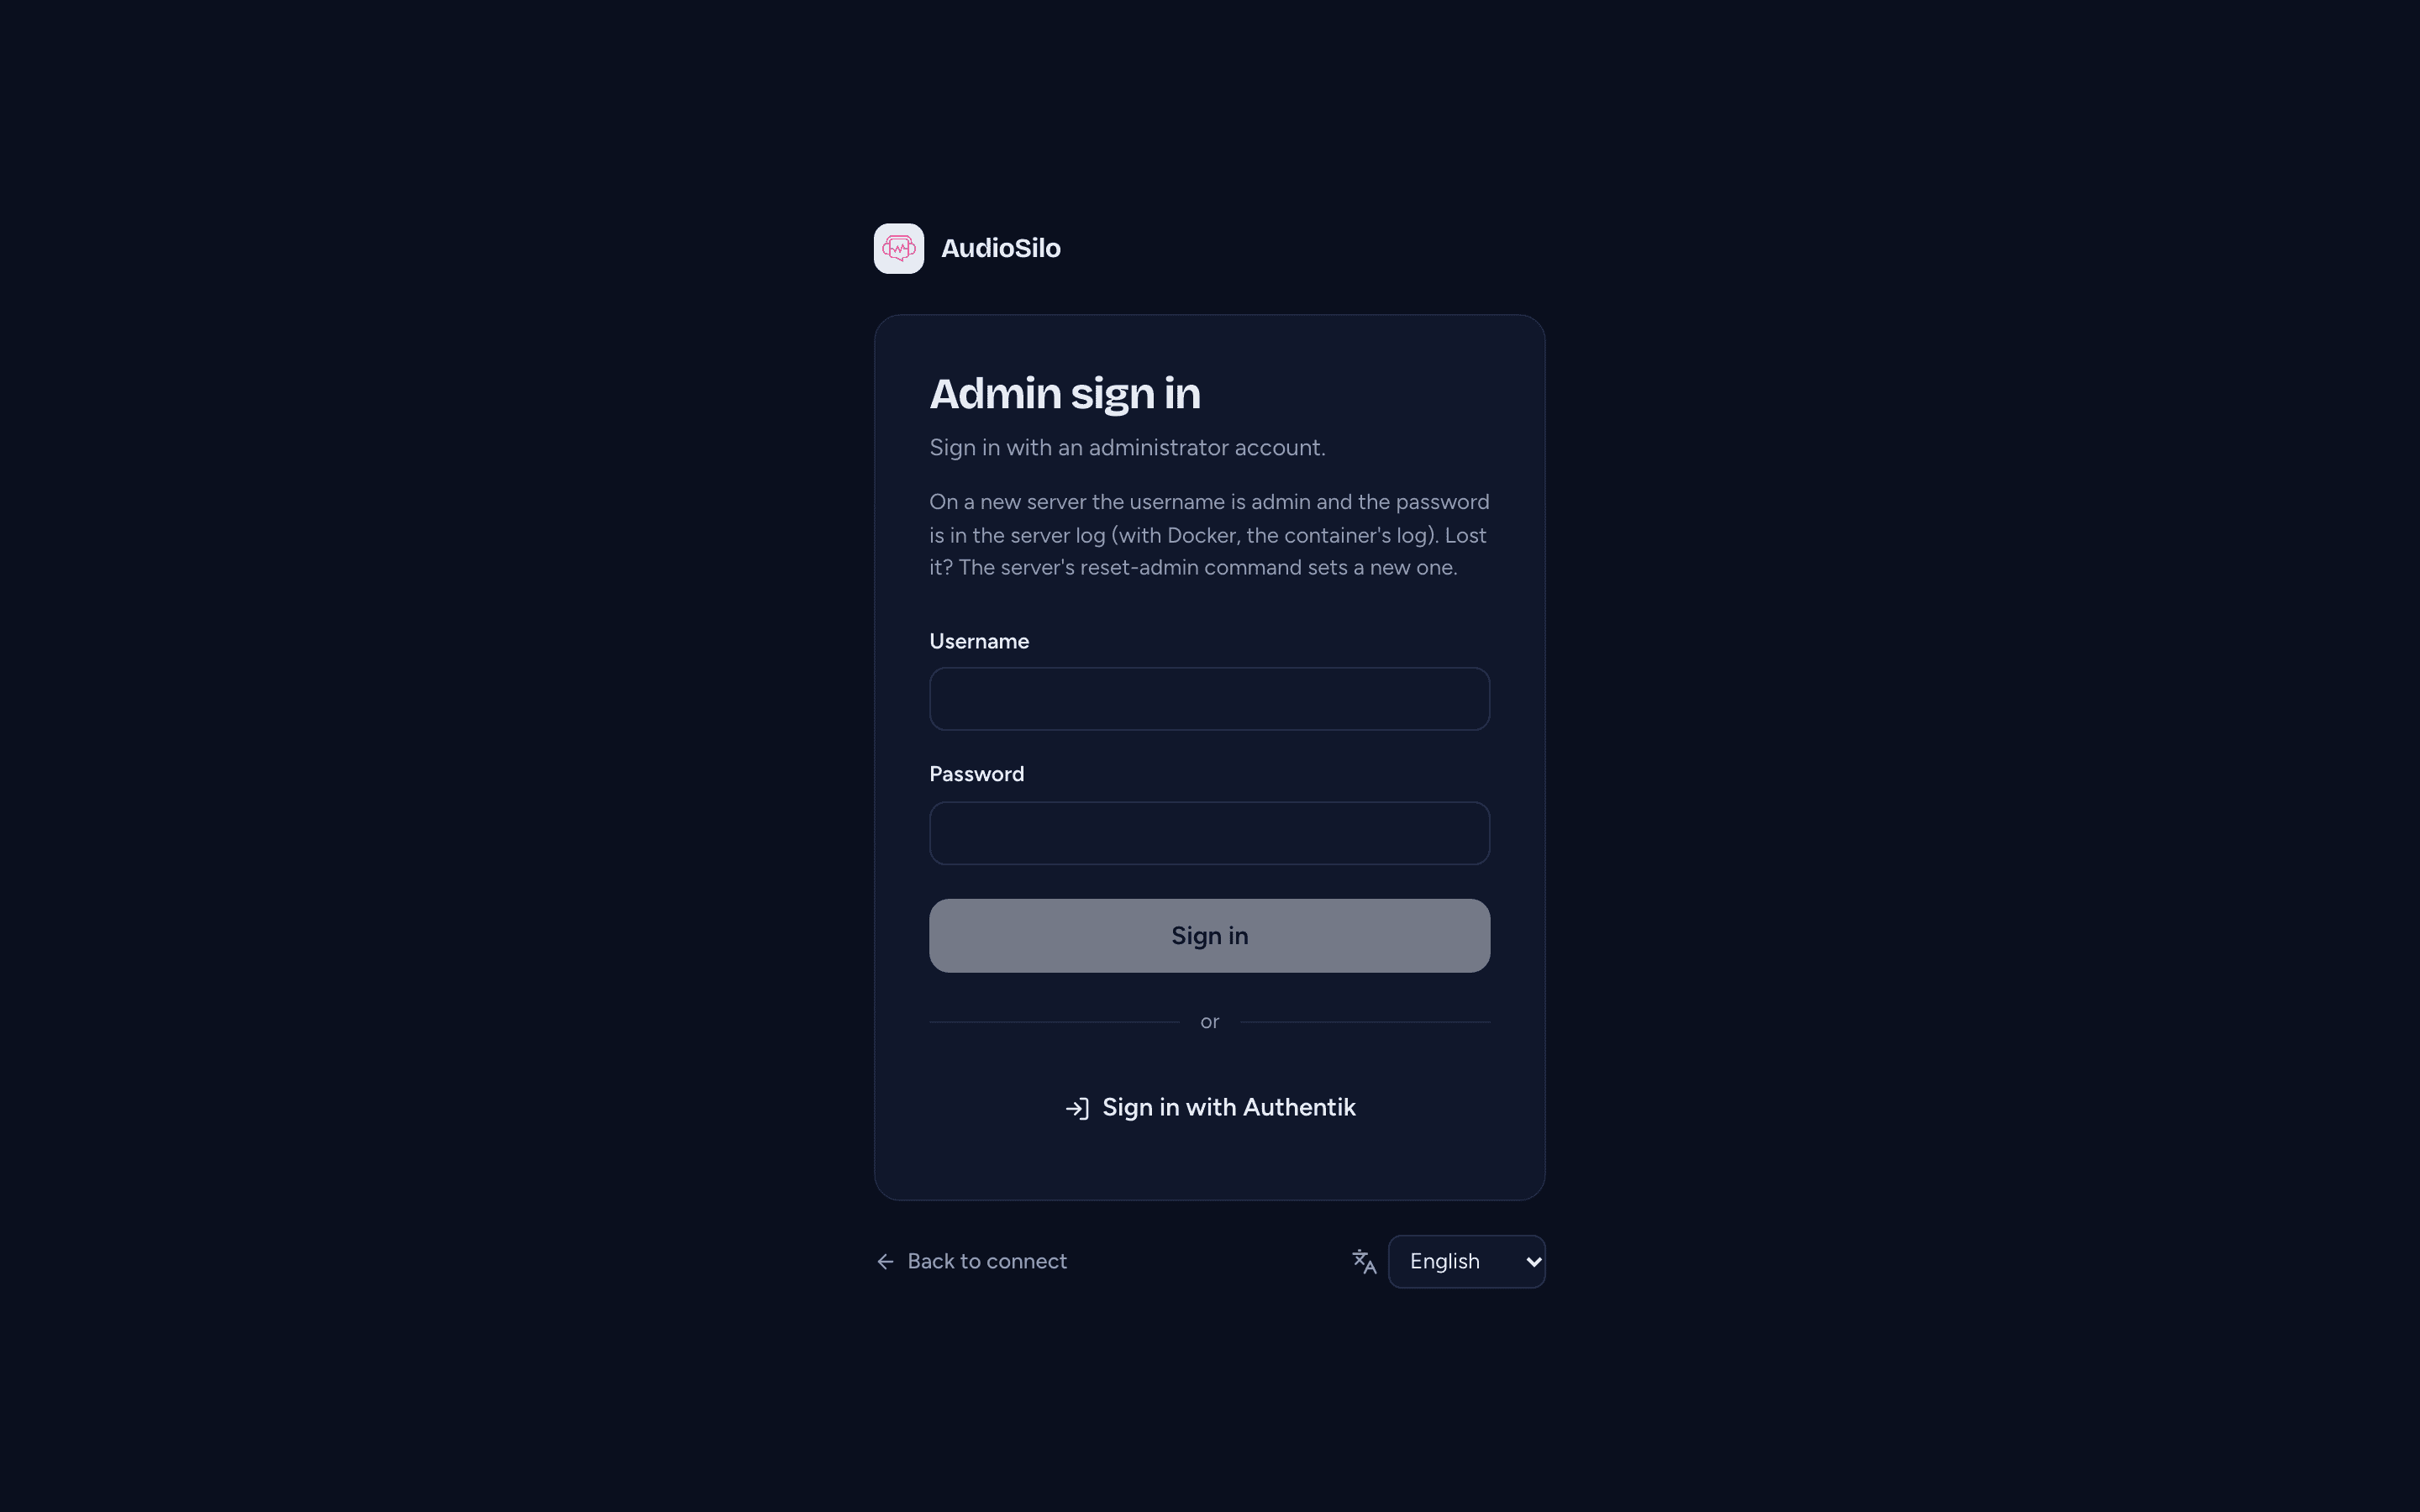 AudioSilo
Admin sign in
Sign in with an administrator account.
On a new server the username is admin and the password
is in the server log (with Docker, the container's log). Lost
it? The server's reset-admin command sets a new one.
Username
Password
Sign in
or
Sign in with Authentik
Back to connect
English